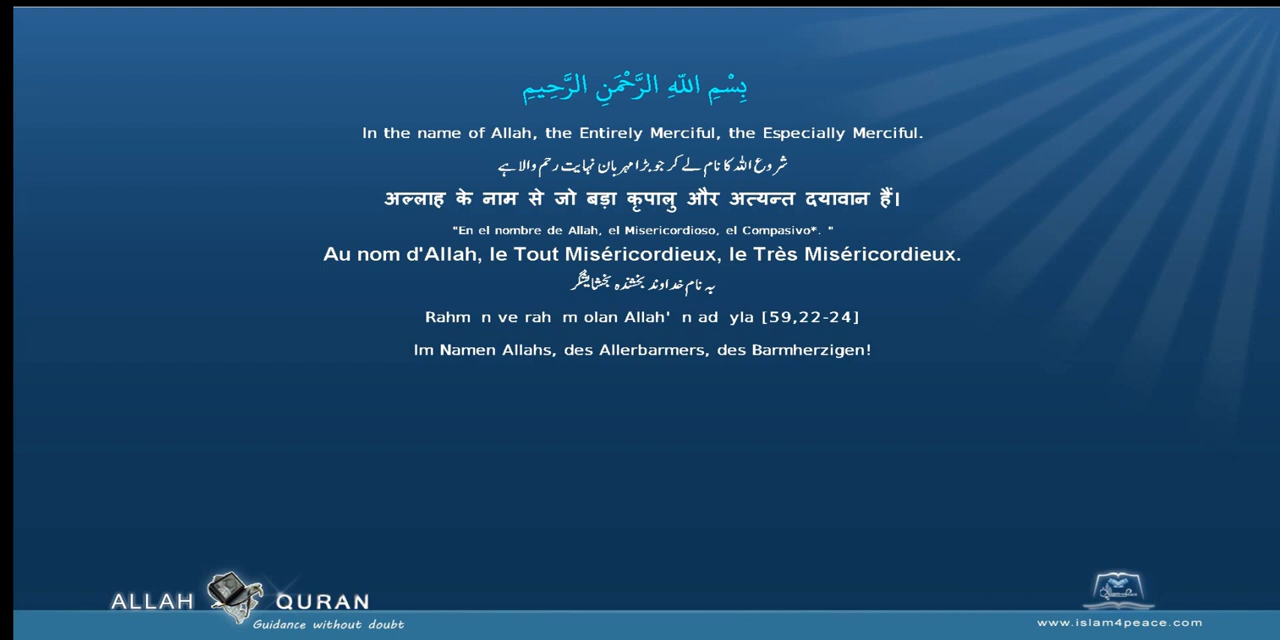 بِسْمِ اللّٰهِ الرَّحْمَنِ الرَّحِيمِ
In the name of Allah, the Entirely Merciful, the Especially Merciful.
شروع اللہ کا نام لے کر جو بڑا مہربان نہایت رحم والا ہے
अल्लाह के नाम से जो बड़ा कृपालु और अत्यन्त दयावान हैं।
"En el nombre de Allah, el Misericordioso, el Compasivo*. "
Au nom d'Allah, le Tout Miséricordieux, le Très Miséricordieux.
به نام خداوند بخشنده بخشایشگر
Rahm n ve rah m olan Allah' n ad yla [59,22-24]
Im Namen Allahs, des Allerbarmers, des Barmherzigen!
ALLAH QURAN
Guidance without doubt
www.islam4peace.com